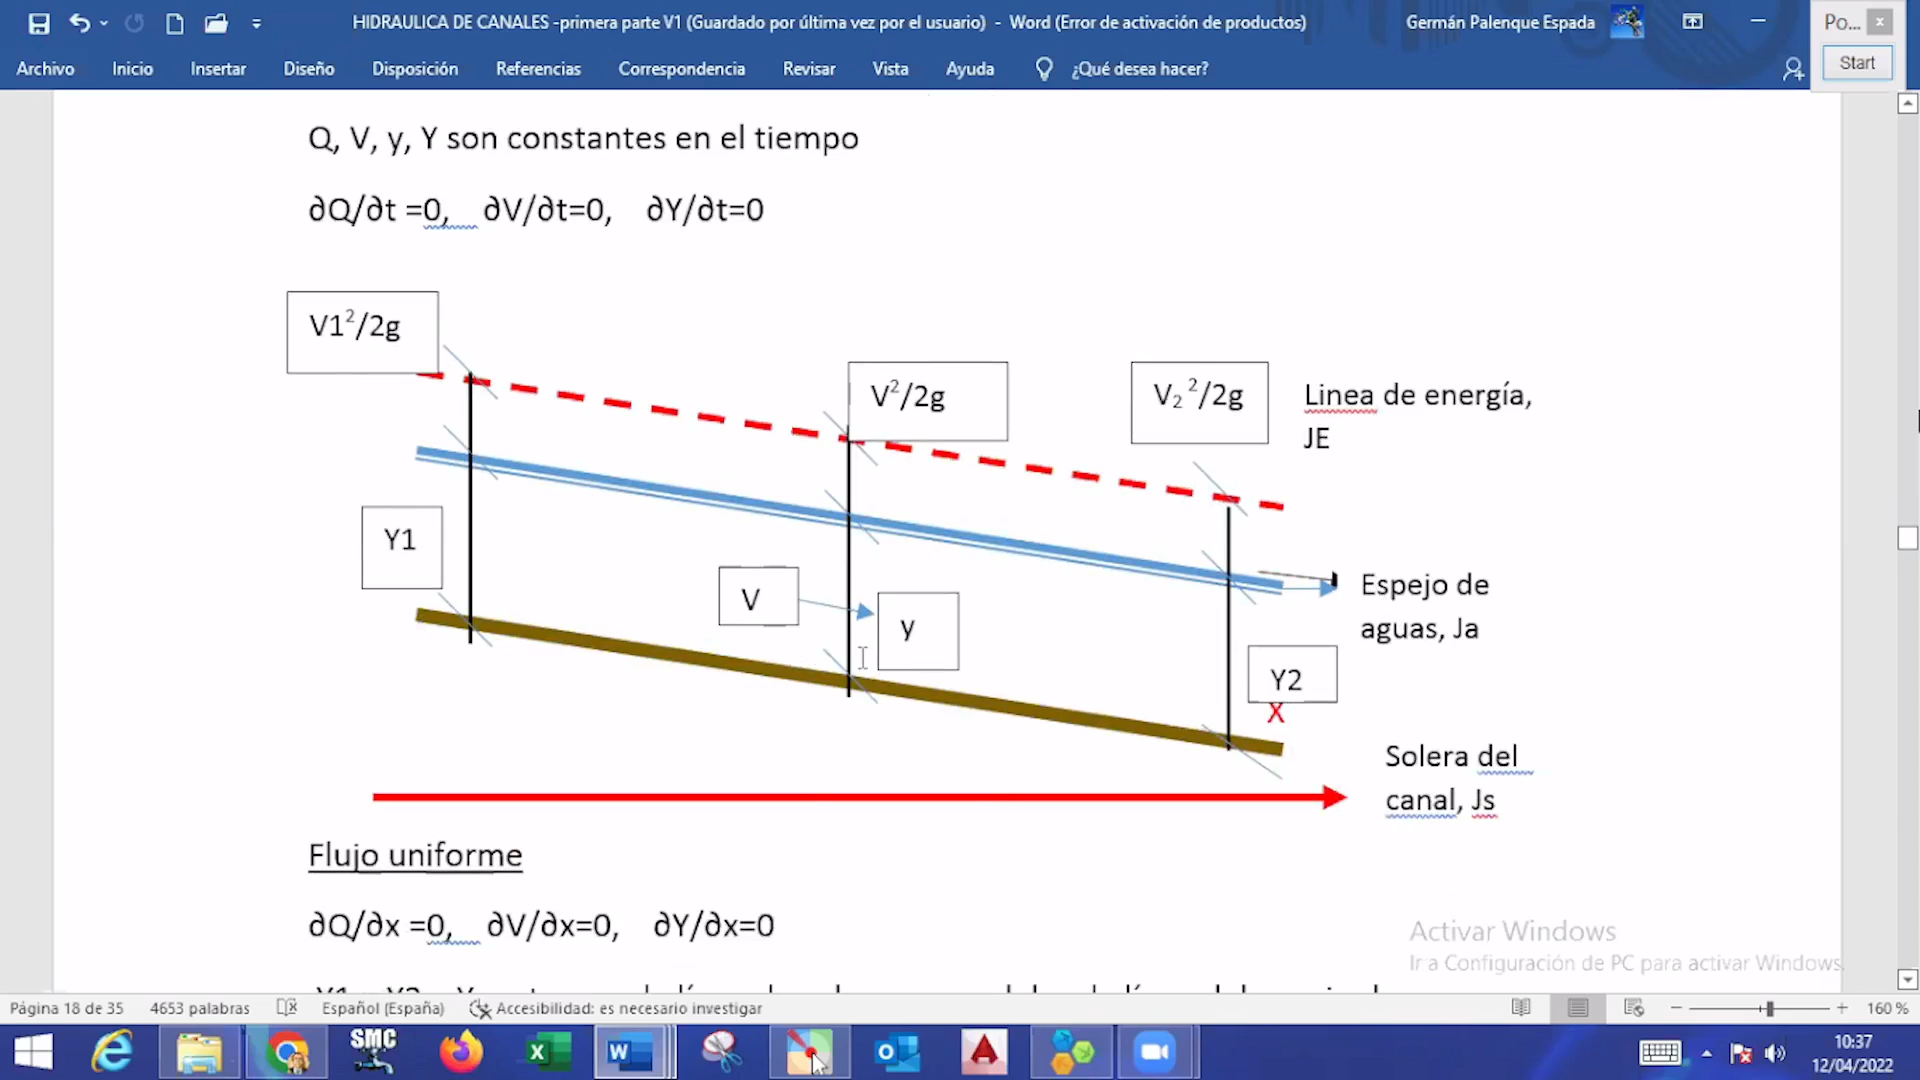 HIDRAULICA DE CANALES -primera parte V1 (Guardado por última vez por el usuario) - Word (Error de activación de productos)
Germán Palenque Espada
Po...
Start
Archivo Inicio Insertar Diseño Disposición Referencias Correspondencia Revisar Vista Ayuda ¿Qué desea hacer?
Q, V, y, Y son constantes en el tiempo
∂Q/∂t =0, ∂V/∂t=0, ∂Y/∂t=0
V1²/2g
V²/2g
V₂²/2g
Linea de energía,
JE
Y1
V
y
Espejo de
aguas, Ja
Y2
X
Solera del
canal, Js
Flujo uniforme
∂Q/∂x =0, ∂V/∂x=0, ∂Y/∂x=0
Activar Windows
Ir a Configuración de PC para activar Windows.
Página 18 de 35 4653 palabras Español (España) Accesibilidad: es necesario investigar 160 %
SMC
10:37
12/04/2022